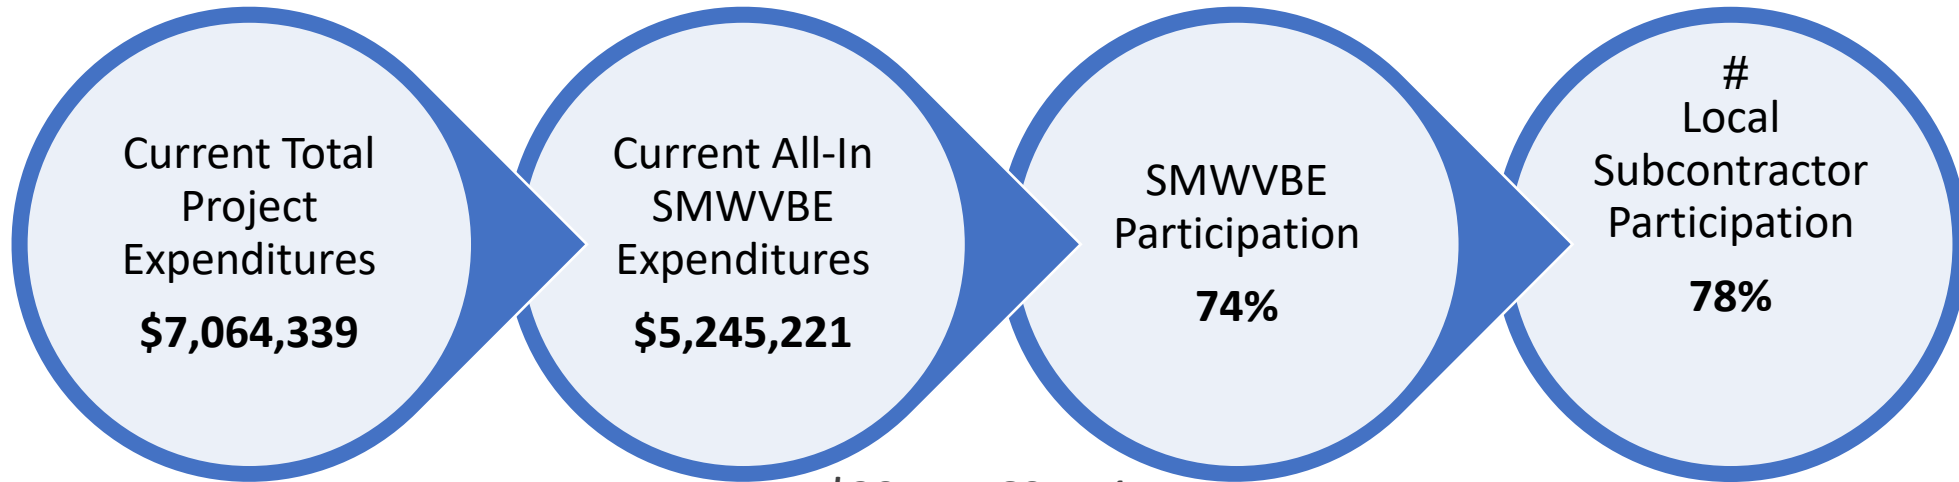 Current Total
Project
Expenditures
$7,064,339
Current All-In
SMWVBE
Expenditures
$5,245,221
SMWVBE
Participation
74%
#
Local
Subcontractor
Participation
78%